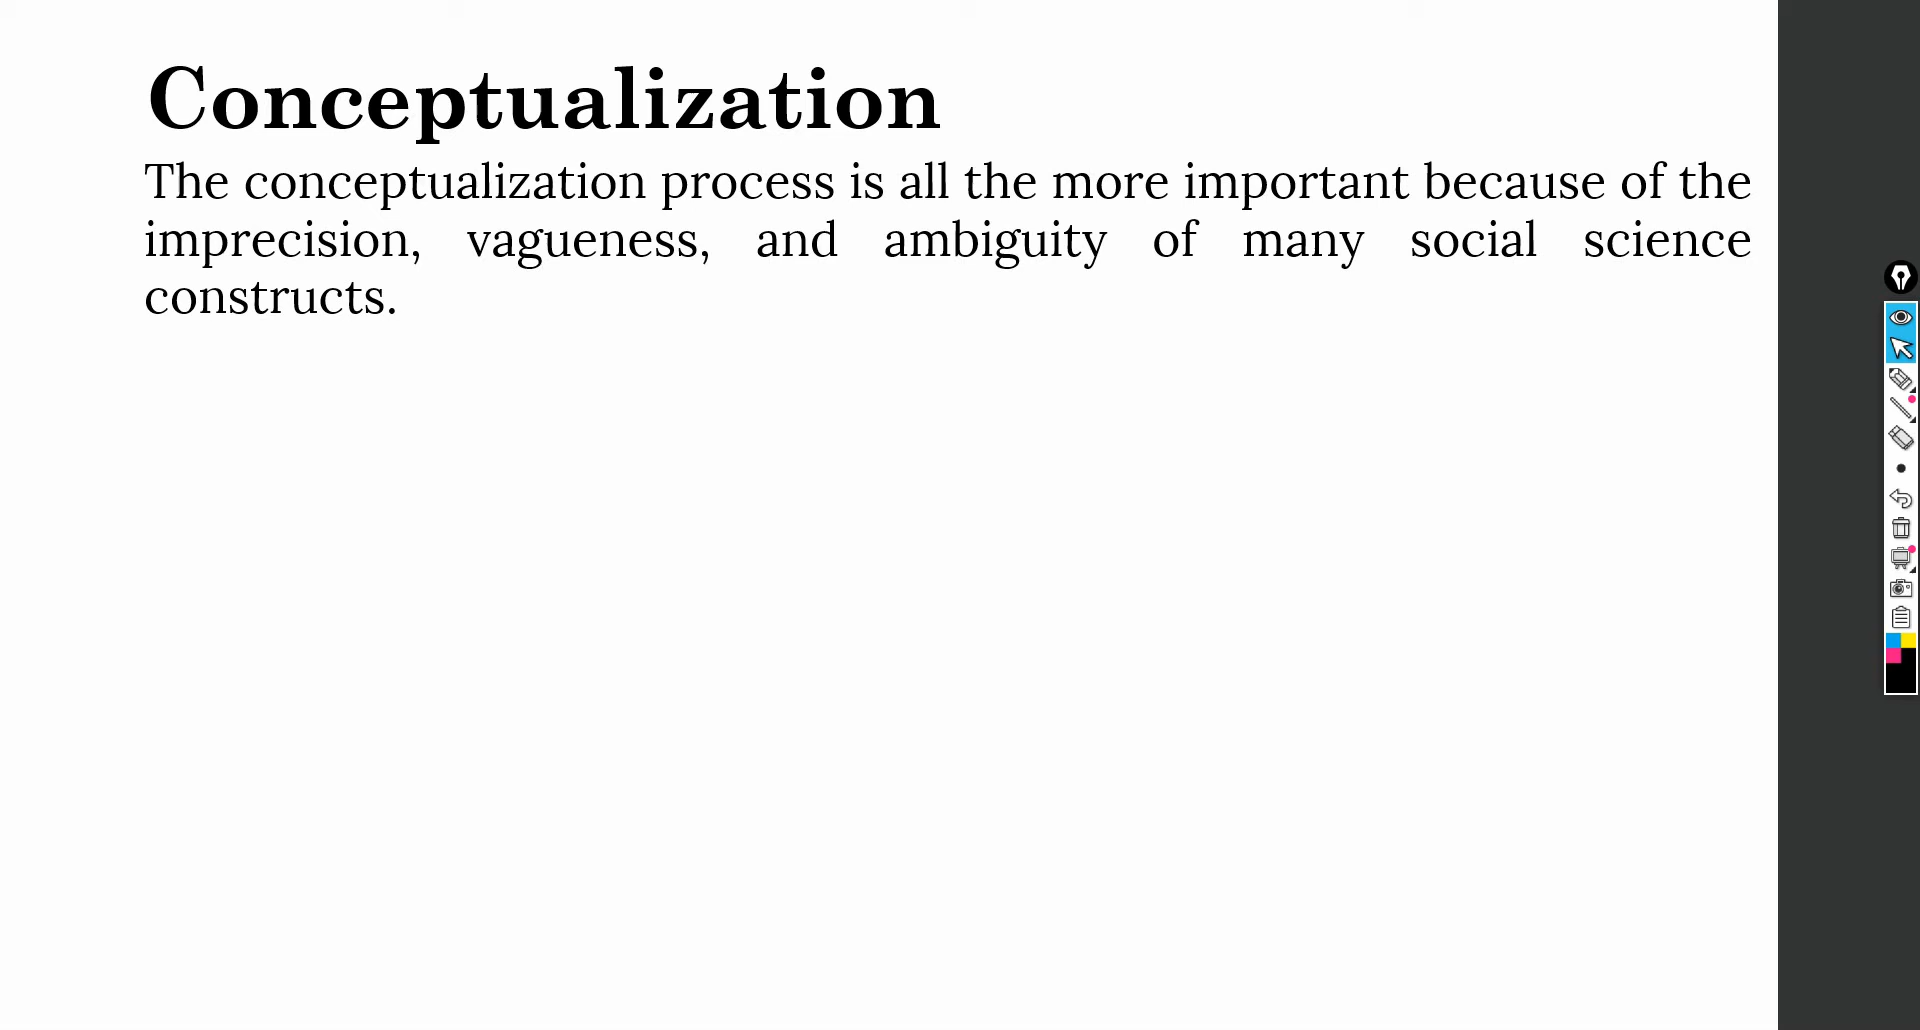 Conceptualization
The conceptualization process is all the more important because of the
imprecision, vagueness, and ambiguity of many social science
constructs.